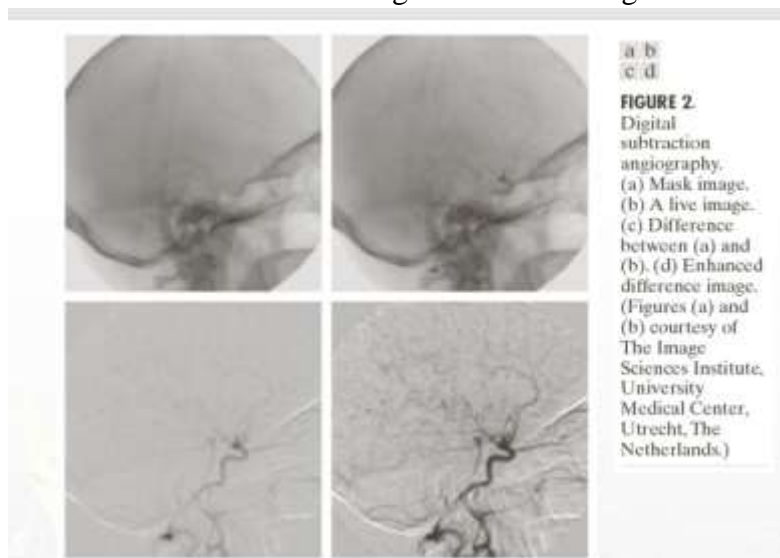 a b
c d
FIGURE 2.
Digital
subtraction
angiography.
(a) Mask image.
(b) A live image.
(c) Difference
between (a) and
(b). (d) Enhanced
difference image.
(Figures (a) and
(b) courtesy of
The Image
Sciences Institute,
University
Medical Center,
Utrecht, The
Netherlands.)